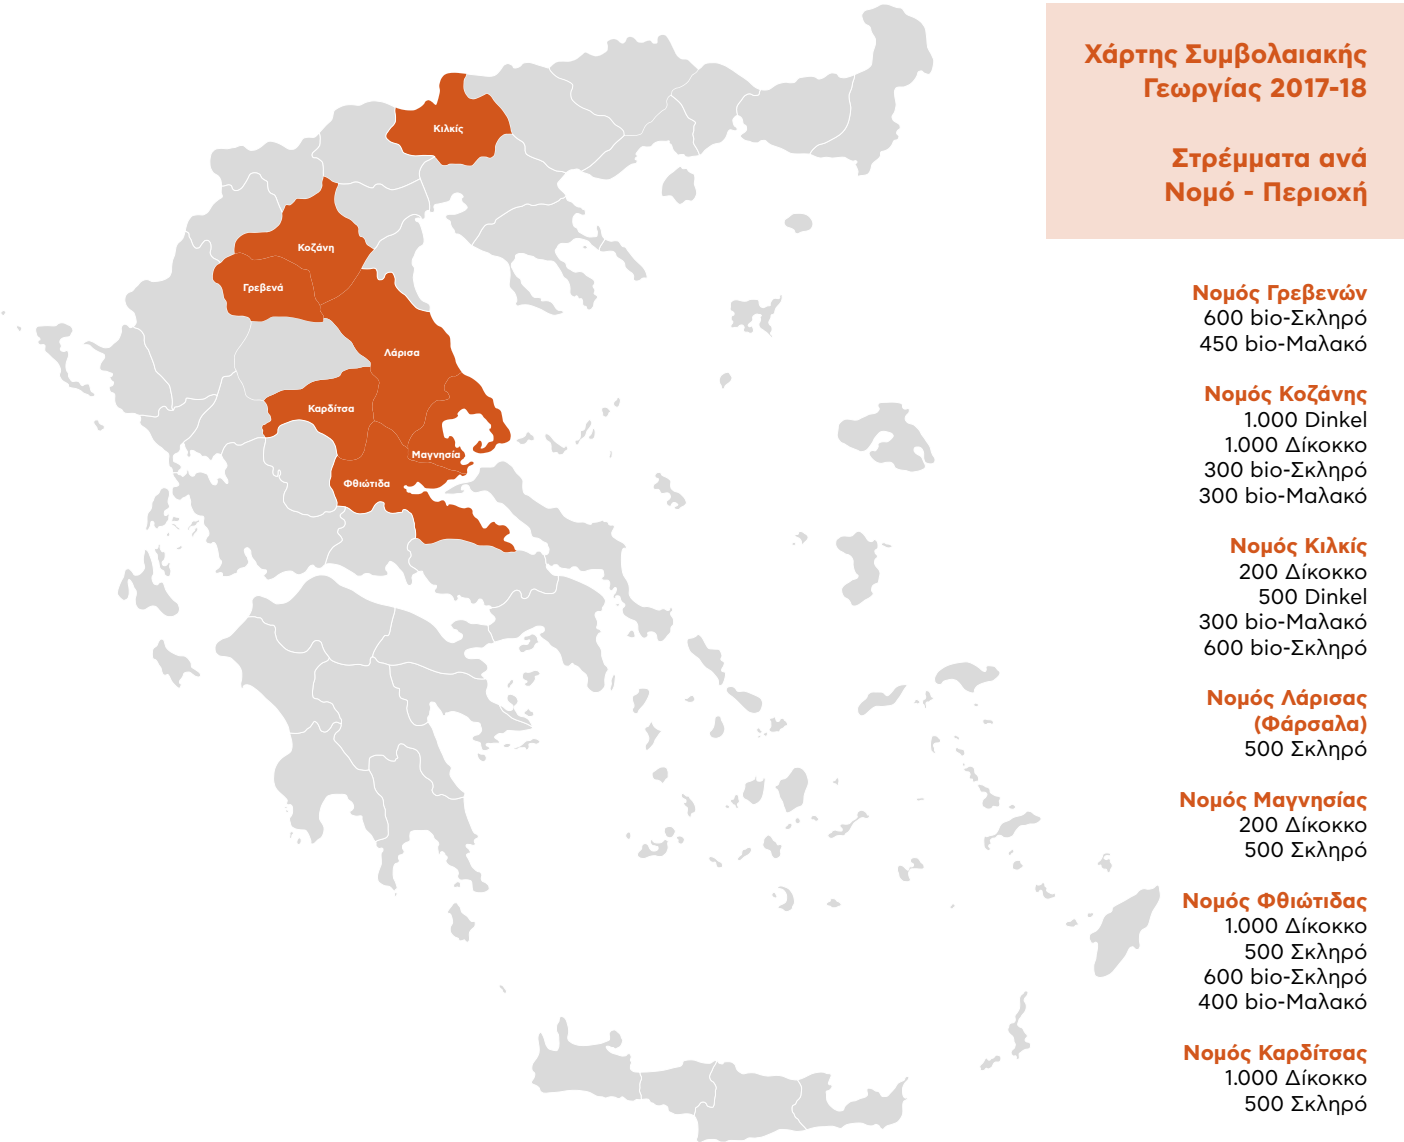 Χάρτης Συμβολαιακής
Γεωργίας 2017-18
Στρέμματα ανά
Νομό - Περιοχή
Κιλκίς
Κοζάνη
Γρεβενά
Λάρισα
Καρδίτσα
Μαγνησία
Φθιώτιδα
Νομός Γρεβενών
600 bio-Σκληρό
450 bio-Μαλακό
Νομός Κοζάνης
1.000 Dinkel
1.000 Δίκοκκο
300 bio-Σκληρό
300 bio-Μαλακό
Νομός Κιλκίς
200 Δίκοκκο
500 Dinkel
300 bio-Μαλακό
600 bio-Σκληρό
Νομός Λάρισας
(Φάρσαλα)
500 Σκληρό
Νομός Μαγνησίας
200 Δίκοκκο
500 Σκληρό
Νομός Φθιώτιδας
1.000 Δίκοκκο
500 Σκληρό
600 bio-Σκληρό
400 bio-Μαλακό
Νομός Καρδίτσας
1.000 Δίκοκκο
500 Σκληρό